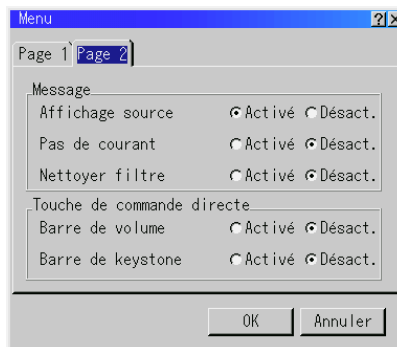 Menu
Page 1 Page 2
Message
Affichage source Activé Désact.
Pas de courant Activé Désact.
Nettoyer filtre Activé Désact.
Touche de commande directe
Barre de volume Activé Désact.
Barre de keystone Activé Désact.
OK Annuler